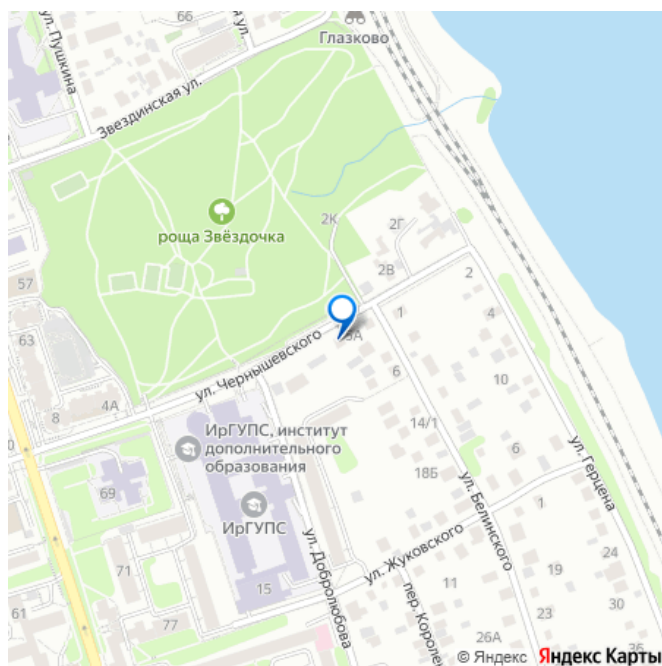 66
Глазково
ул. Пушкина
ул.
Звездинская ул.
роща Звёздочка
2К
2Г
2В
2
57
1
4
63
ул. Чернышевского
6
10
8
4А
14/1
ИрГУПС, институт
дополнительного
образования
6
18Б
69
ИрГУПС
ул. Белинского
ул. Герцена
1
ул. Жуковского
ул. Добролюбова
71
15
11
19
24
пер. Королен
61
77
23
30
26А
36
© Яндекс Яндекс Карты